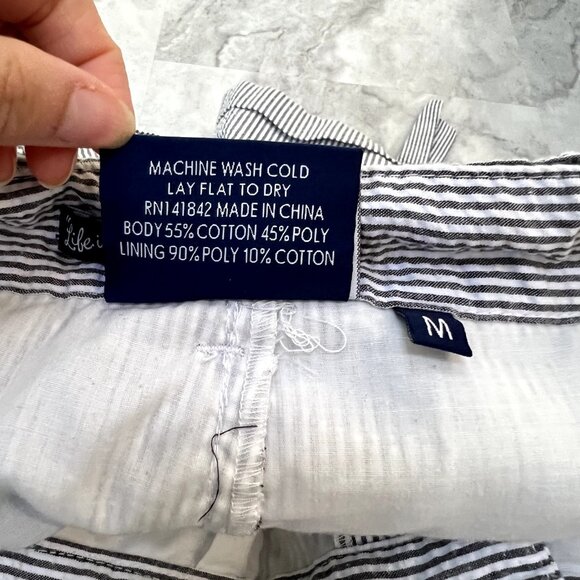 MACHINE WASH COLD
LAY FLAT TO DRY
RN141842 MADE IN CHINA
BODY 55% COTTON 45% POLY
LINING 90% POLY 10% COTTON
Life i
M